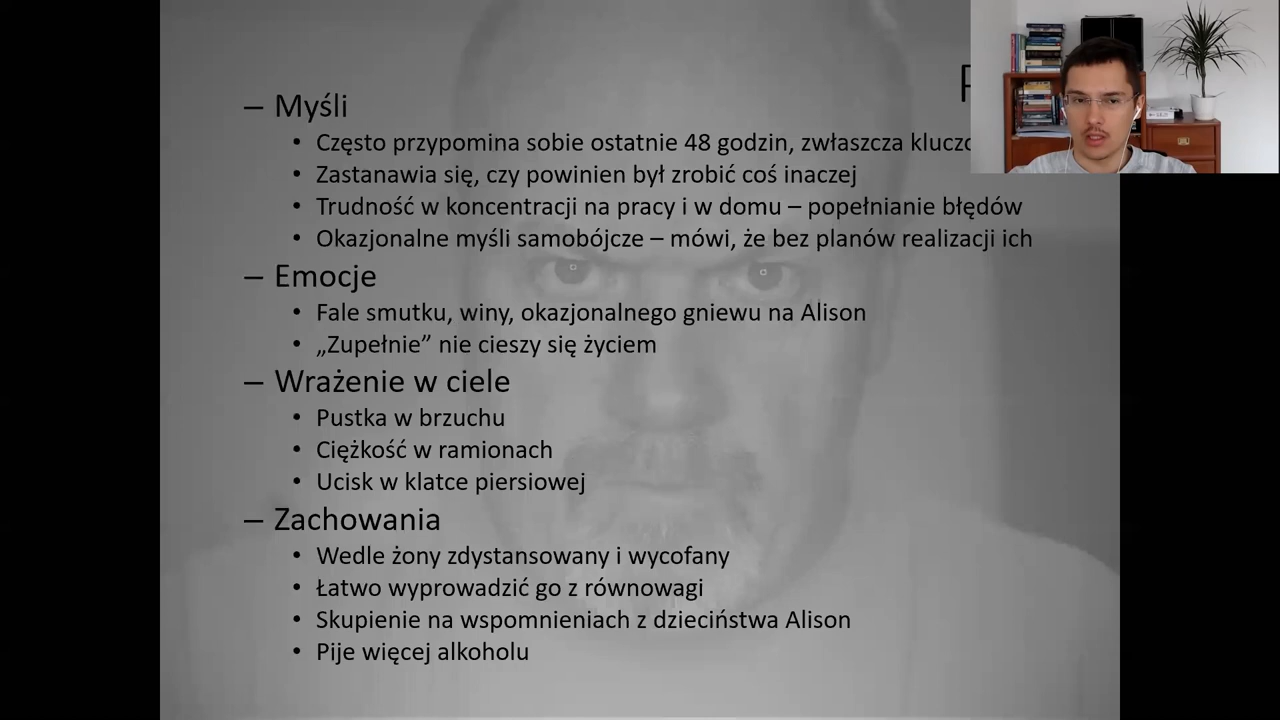 – Myśli
• Często przypomina sobie ostatnie 48 godzin, zwłaszcza
• Zastanawia się, czy powinien był zrobić coś inaczej
• Trudność w koncentracji na pracy i w domu – popełnianie błędów
• Okazjonalne myśli samobójcze – mówi, że bez planów realizacji ich
– Emocje
• Fale smutku, winy, okazjonalnego gniewu na Alison
• „Zupełnie” nie cieszy się życiem
– Wrażenie w ciele
• Pustka w brzuchu
• Ciężkość w ramionach
• Ucisk w klatce piersiowej
– Zachowania
• Wedle żony zdystansowany i wycofany
• Łatwo wyprowadzić go z równowagi
• Skupienie na wspomnieniach z dzieciństwa Alison
• Pije więcej alkoholu